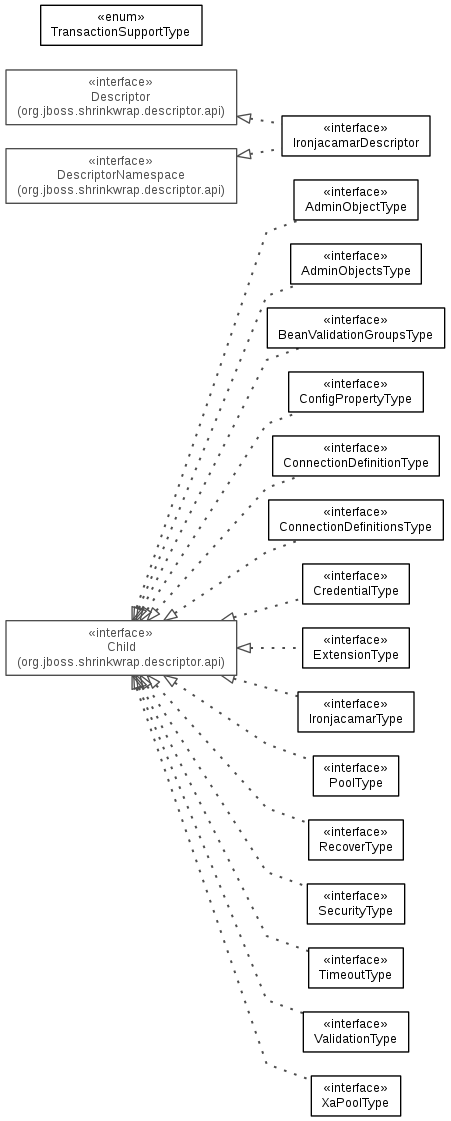 «enum»
TransactionSupportType
«interface»
Descriptor
(org.jboss.shrinkwrap.descriptor.api)
«interface»
IronjacamarDescriptor
«interface»
DescriptorNamespace
(org.jboss.shrinkwrap.descriptor.api)
«interface»
AdminObjectType
«interface»
AdminObjectsType
«interface»
BeanValidationGroupsType
«interface»
ConfigPropertyType
«interface»
ConnectionDefinitionType
«interface»
ConnectionDefinitionsType
«interface»
CredentialType
«interface»
Child
(org.jboss.shrinkwrap.descriptor.api)
«interface»
ExtensionType
«interface»
IronjacamarType
«interface»
PoolType
«interface»
RecoverType
«interface»
SecurityType
«interface»
TimeoutType
«interface»
ValidationType
«interface»
XaPoolType